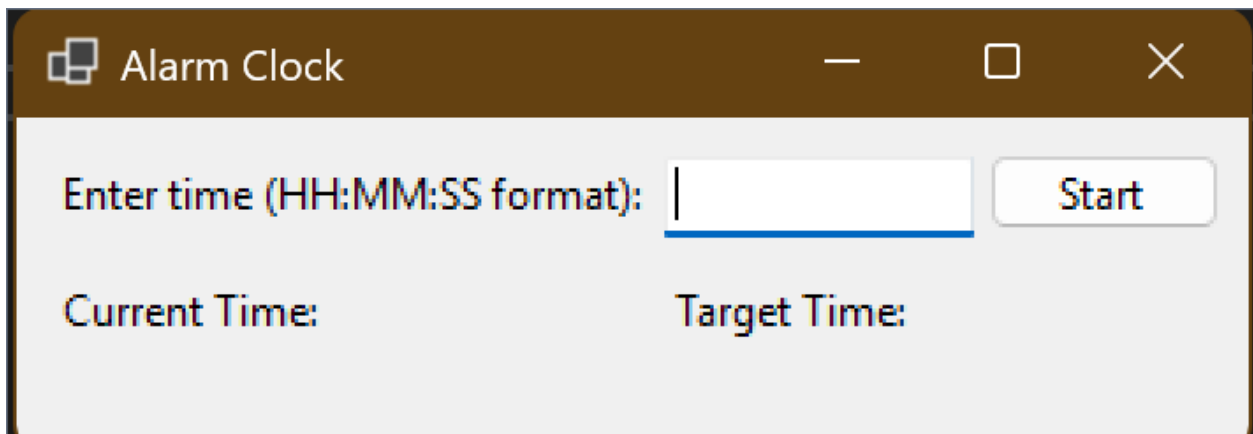 Alarm Clock
Enter time (HH:MM:SS format): Start
Current Time: Target Time: